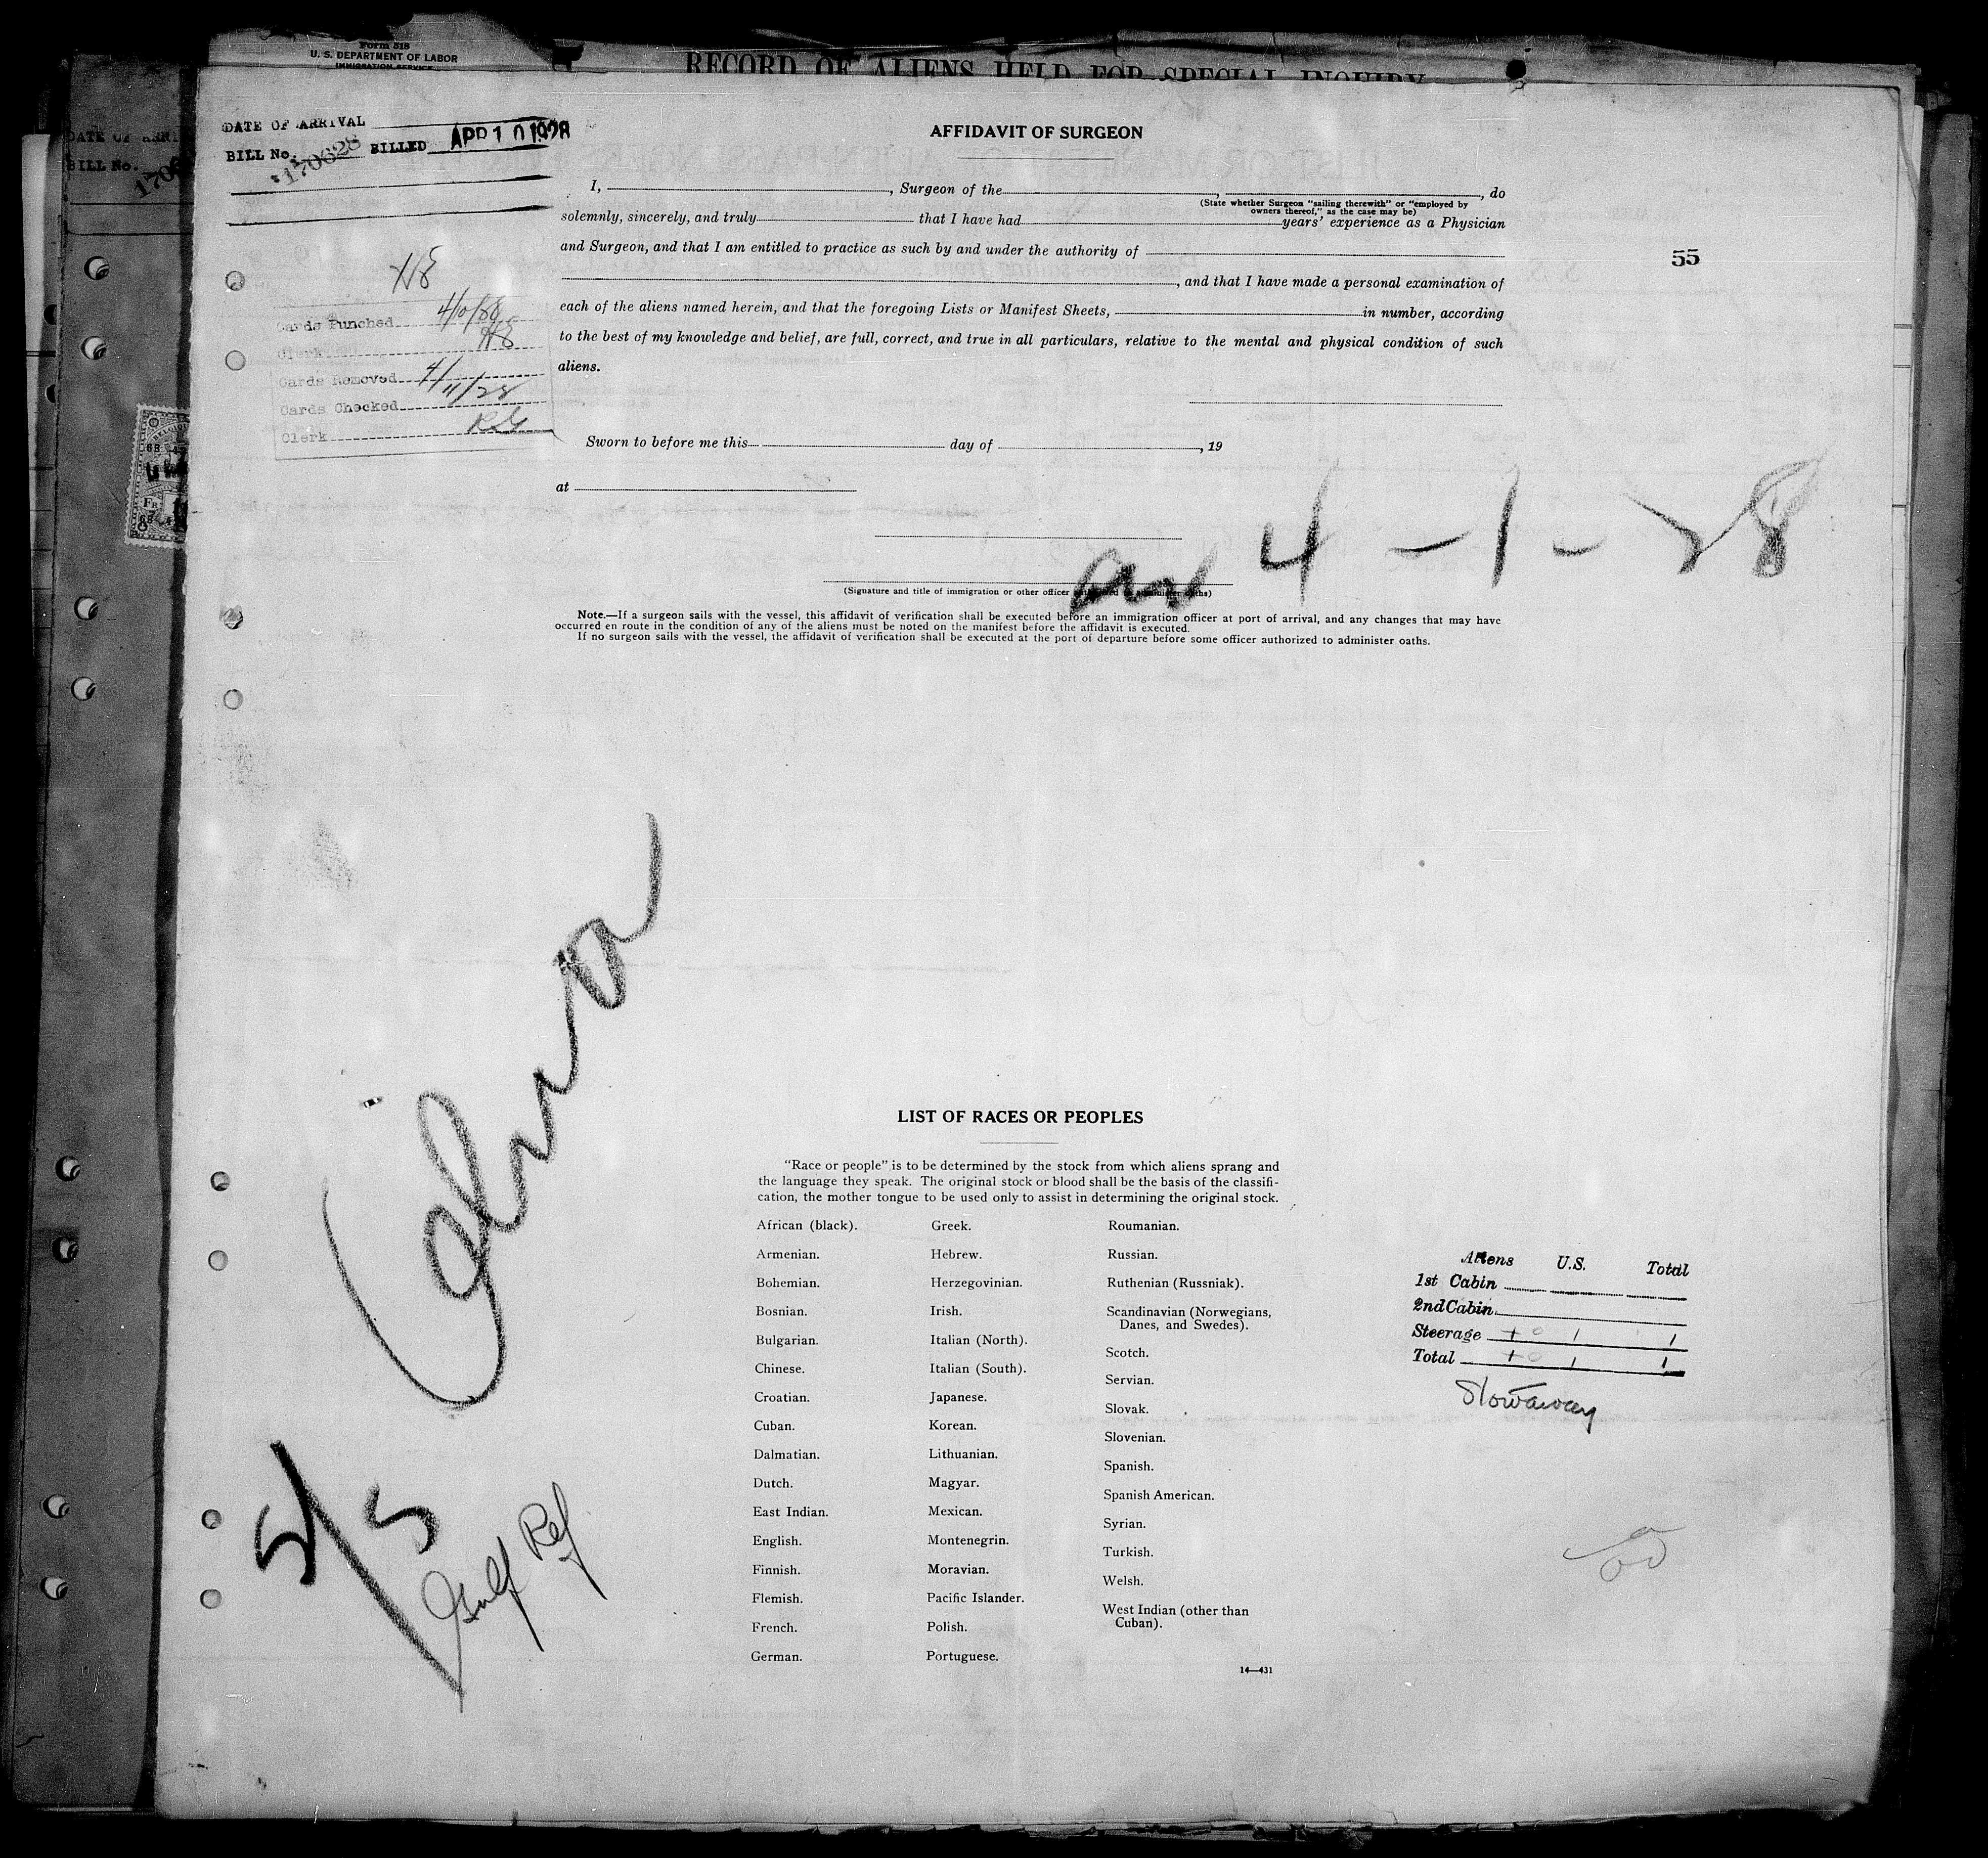 Form 518
U. S. DEPARTMENT OF LABOR
IMMIGRATION SERVICE
RECORD OF ALIENS HELD FOR SPECIAL INQUIRY
DATE OF ARRI
BILL No.
DATE OF ARRIVAL
BILL No. 170628 BILLED APR 10 1928
H8
Cards Punched 4/10/28
Clerk H8
Cards Removed 4/11/28
Cards Checked
Clerk
55
AFFIDAVIT OF SURGEON
I, , Surgeon of the , , do
(State whether Surgeon "sailing therewith" or "employed by
owners thereof," as the case may be)
solemnly, sincerely, and truly that I have had years' experience as a Physician
and Surgeon, and that I am entitled to practice as such by and under the authority of
, and that I have made a personal examination of
each of the aliens named herein, and that the foregoing Lists or Manifest Sheets, in number, according
to the best of my knowledge and belief, are full, correct, and true in all particulars, relative to the mental and physical condition of such
aliens.
Sworn to before me this day of , 19
at
4 - 1 - 28
(Signature and title of immigration or other officer authorized to administer oaths)
Note.—If a surgeon sails with the vessel, this affidavit of verification shall be executed before an immigration officer at port of arrival, and any changes that may have
occurred en route in the condition of any of the aliens must be noted on the manifest before the affidavit is executed.
If no surgeon sails with the vessel, the affidavit of verification shall be executed at the port of departure before some officer authorized to administer oaths.
S/S
Gulf Ref
LIST OF RACES OR PEOPLES
"Race or people" is to be determined by the stock from which aliens sprang and
the language they speak. The original stock or blood shall be the basis of the classifi-
cation, the mother tongue to be used only to assist in determining the original stock.
African (black).
Armenian.
Bohemian.
Bosnian.
Bulgarian.
Chinese.
Croatian.
Cuban.
Dalmatian.
Dutch.
East Indian.
English.
Finnish.
Flemish.
French.
German.
Greek.
Hebrew.
Herzegovinian.
Irish.
Italian (North).
Italian (South).
Japanese.
Korean.
Lithuanian.
Magyar.
Mexican.
Montenegrin.
Moravian.
Pacific Islander.
Polish.
Portuguese.
Roumanian.
Russian.
Ruthenian (Russniak).
Scandinavian (Norwegians,
Danes, and Swedes).
Scotch.
Servian.
Slovak.
Slovenian.
Spanish.
Spanish American.
Syrian.
Turkish.
Welsh.
West Indian (other than
Cuban).
14—431
Aliens U.S. Total
1st Cabin
2nd Cabin
Steerage 1 0 1 1
Total 1 0 1 1
Stowaway